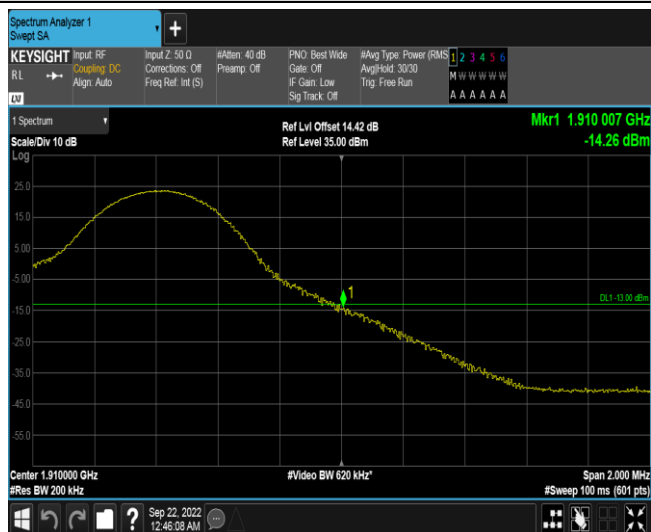 Spectrum Analyzer 1
Swept SA
+
KEYSIGHT
RL
LXI
Input: RF
Coupling: DC
Align: Auto
Input Z: 50 Ω
Corrections: Off
Freq Ref: Int (S)
#Atten: 40 dB
Preamp: Off
PNO: Best Wide
Gate: Off
IF Gain: Low
Sig Track: Off
#Avg Type: Power (RMS
Avg|Hold: 30/30
Trig: Free Run
1 2 3 4 5 6
M W W W W W
A A A A A A
1 Spectrum
Scale/Div 10 dB
Log
Ref Lvl Offset 14.42 dB
Ref Level 35.00 dBm
Mkr1 1.910 007 GHz
-14.26 dBm
25.0
15.0
5.00
-5.00
-15.0
-25.0
-35.0
-45.0
-55.0
1
DL1 -13.00 dBm
Center 1.910000 GHz
#Res BW 200 kHz
#Video BW 620 kHz*
Span 2.000 MHz
#Sweep 100 ms (601 pts)
?
Sep 22, 2022
12:46:08 AM